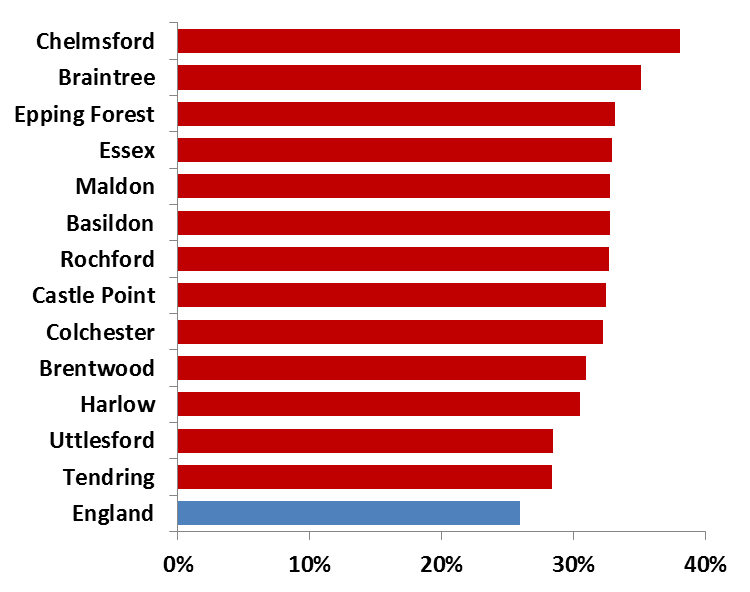 Chelmsford
Braintree
Epping Forest
Essex
Maldon
Basildon
Rochford
Castle Point
Colchester
Brentwood
Harlow
Uttlesford
Tendring
England
0% 10% 20% 30% 40%